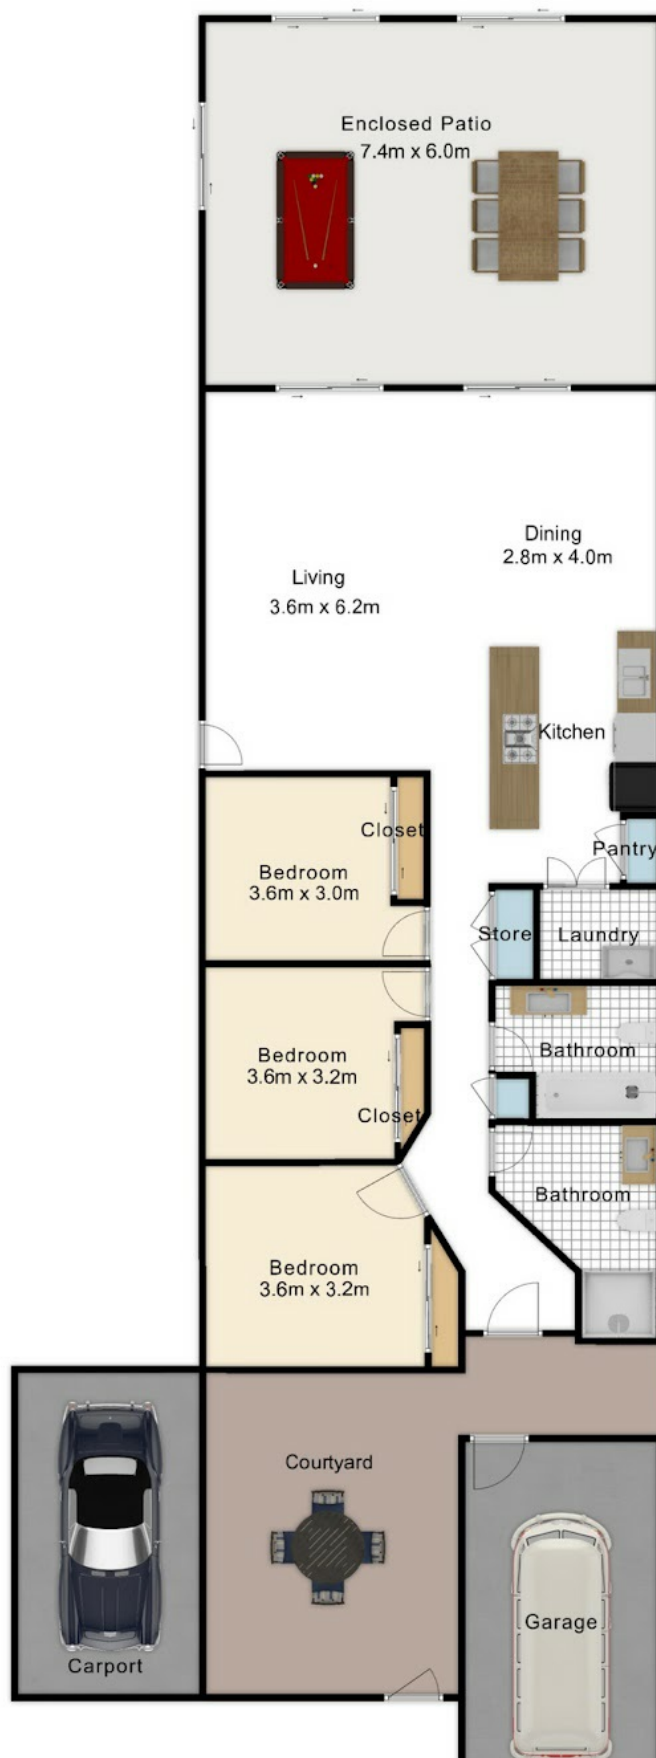 Enclosed Patio
7.4m x 6.0m
Dining
2.8m x 4.0m
Living
3.6m x 6.2m
Kitchen
Closet
Pantry
Bedroom
3.6m x 3.0m
Store
Laundry
Bedroom
3.6m x 3.2m
Bathroom
Closet
Bathroom
Bedroom
3.6m x 3.2m
Courtyard
Garage
Carport